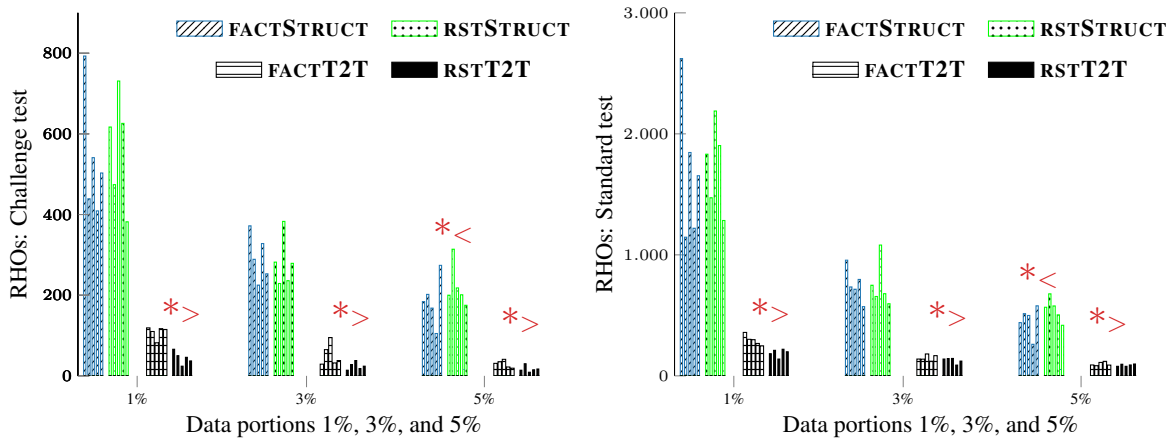 RHOs: Challenge test
800
600
400
200
0
FACTSTRUCT RSTSTRUCT
FACTT2T RSTT2T
*>
*>
*<
*>
1% 3% 5%
Data portions 1%, 3%, and 5%
RHOs: Standard test
3.000
2.000
1.000
0
FACTSTRUCT RSTSTRUCT
FACTT2T RSTT2T
*>
*>
*<
*>
1% 3% 5%
Data portions 1%, 3%, and 5%